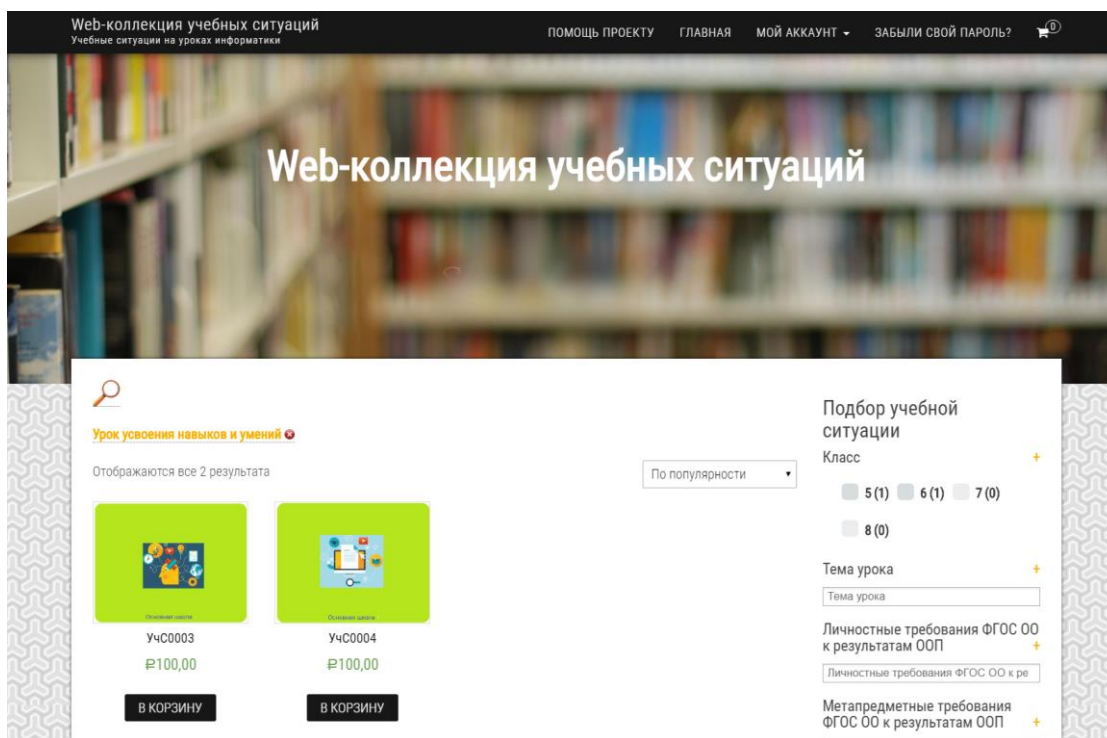 Web-коллекция учебных ситуаций
Учебные ситуации на уроках информатики
ПОМОЩЬ ПРОЕКТУ ГЛАВНАЯ МОЙ АККАУНТ ЗАБЫЛИ СВОЙ ПАРОЛЬ? 0
Web-коллекция учебных ситуаций
Урок усвоения навыков и умений
Отображаются все 2 результата
По популярности
Основная школа
УчС0003
₽100,00
В КОРЗИНУ
Основная школа
УчС0004
₽100,00
В КОРЗИНУ
Подбор учебной
ситуации
Класс +
5 (1) 6 (1) 7 (0)
8 (0)
Тема урока +
Тема урока
Личностные требования ФГОС ОО
к результатам ООП +
Личностные требования ФГОС ОО к ре
Метапредметные требования
ФГОС ОО к результатам ООП +